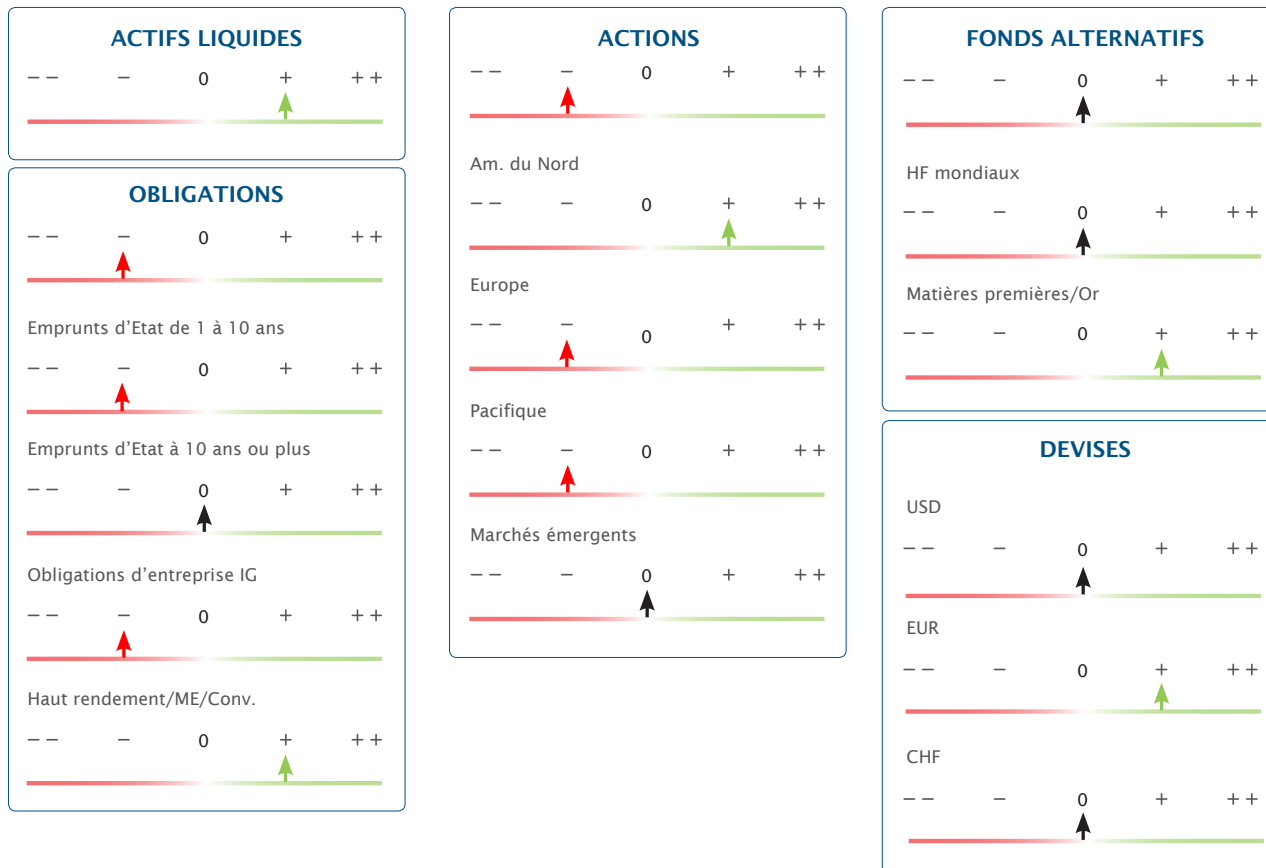 ACTIFS LIQUIDES
−− − 0 + ++
OBLIGATIONS
−− − 0 + ++
Emprunts d’Etat de 1 à 10 ans
−− − 0 + ++
Emprunts d’Etat à 10 ans ou plus
−− − 0 + ++
Obligations d’entreprise IG
−− − 0 + ++
Haut rendement/ME/Conv.
−− − 0 + ++
ACTIONS
−− − 0 + ++
Am. du Nord
−− − 0 + ++
Europe
−− − 0 + ++
Pacifique
−− − 0 + ++
Marchés émergents
−− − 0 + ++
FONDS ALTERNATIFS
−− − 0 + ++
HF mondiaux
−− − 0 + ++
Matières premières/Or
−− − 0 + ++
DEVISES
USD
−− − 0 + ++
EUR
−− − 0 + ++
CHF
−− − 0 + ++